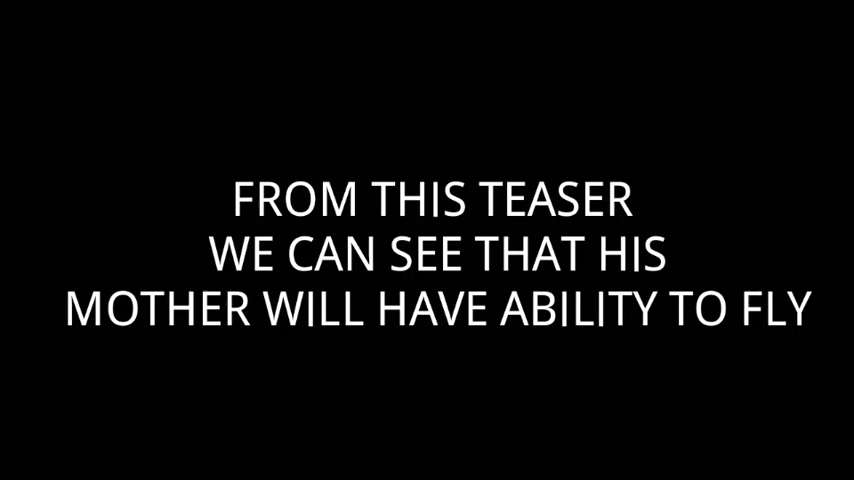 FROM THIS TEASER
WE CAN SEE THAT HIS
MOTHER WILL HAVE ABILITY TO FLY